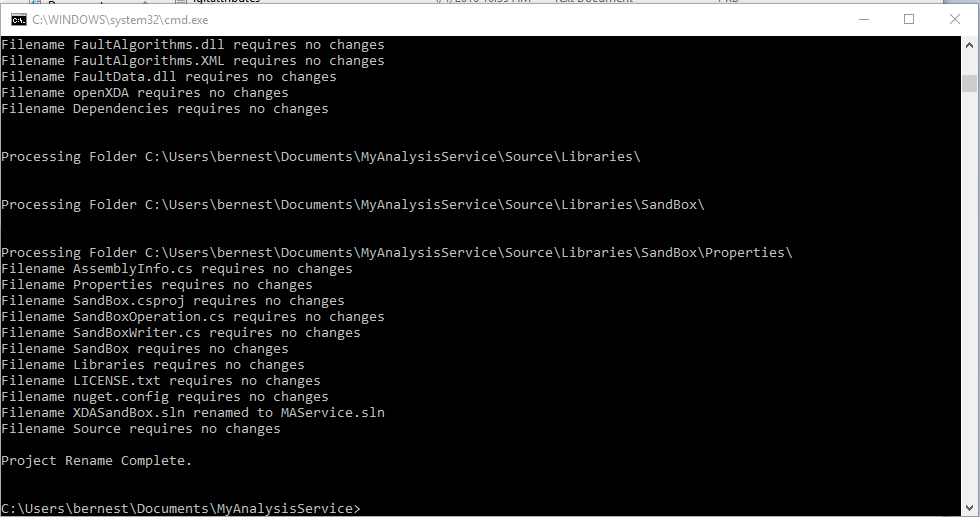 C:\WINDOWS\system32\cmd.exe
Filename FaultAlgorithms.dll requires no changes
Filename FaultAlgorithms.XML requires no changes
Filename FaultData.dll requires no changes
Filename openXDA requires no changes
Filename Dependencies requires no changes
Processing Folder C:\Users\bernest\Documents\MyAnalysisService\Source\Libraries\
Processing Folder C:\Users\bernest\Documents\MyAnalysisService\Source\Libraries\SandBox\
Processing Folder C:\Users\bernest\Documents\MyAnalysisService\Source\Libraries\SandBox\Properties\
Filename AssemblyInfo.cs requires no changes
Filename Properties requires no changes
Filename SandBox.csproj requires no changes
Filename SandBoxOperation.cs requires no changes
Filename SandBoxWriter.cs requires no changes
Filename SandBox requires no changes
Filename Libraries requires no changes
Filename LICENSE.txt requires no changes
Filename nuget.config requires no changes
Filename XDASandBox.sln renamed to MAService.sln
Filename Source requires no changes
Project Rename Complete.
C:\Users\bernest\Documents\MyAnalysisService>